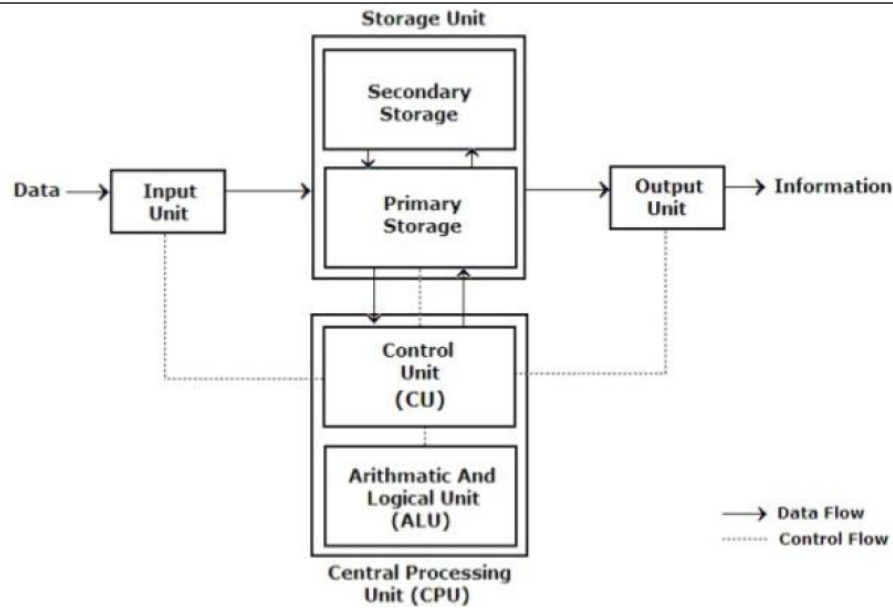 Storage Unit
Secondary
Storage
Data
Input
Unit
Primary
Storage
Output
Unit
Information
Control
Unit
(CU)
Arithmatic And
Logical Unit
(ALU)
Data Flow
Control Flow
Central Processing
Unit (CPU)